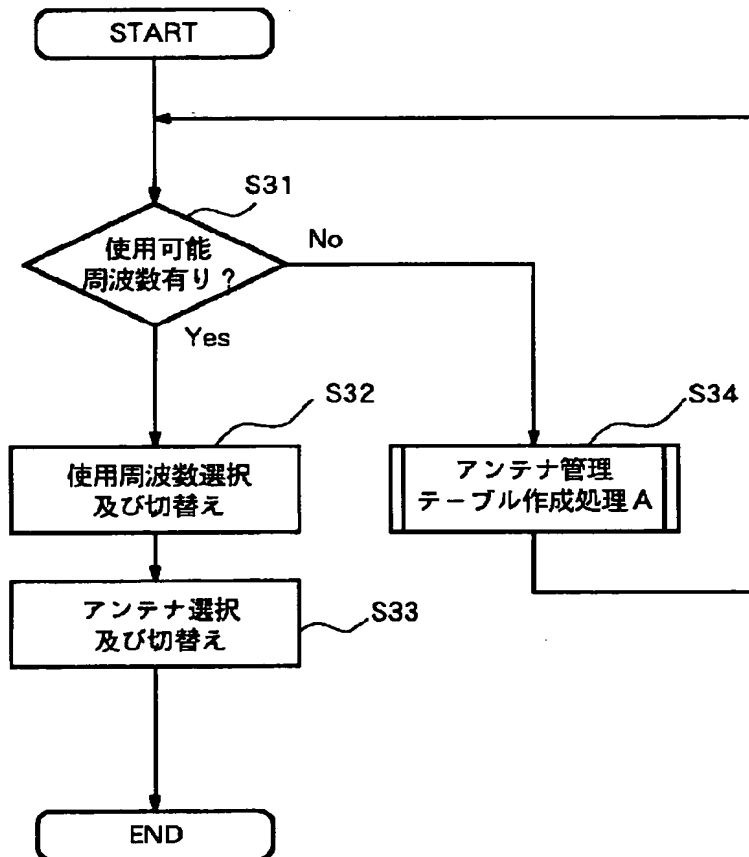 START
S31
使用可能
周波数有り?
No
Yes
S32
使用周波数選択
及び切替え
S34
アンテナ管理
テーブル作成処理A
アンテナ選択
及び切替え
S33
END